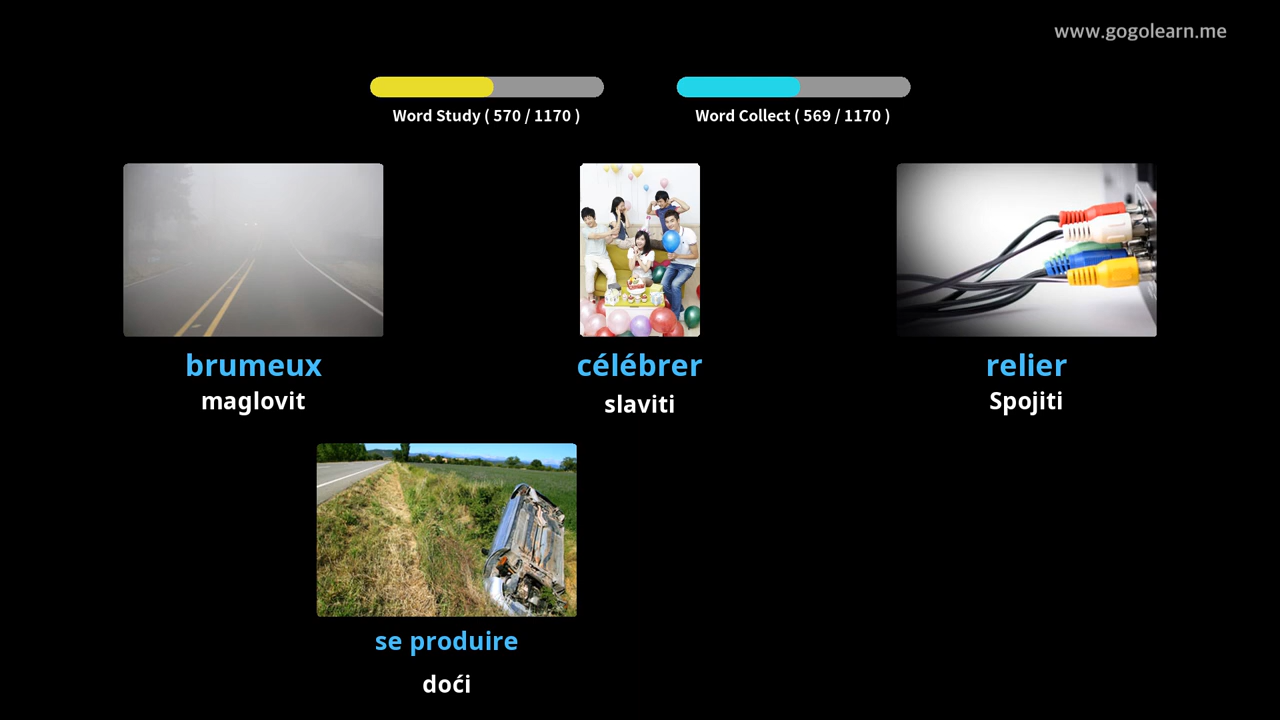 www.gogolearn.me
Word Study ( 570 / 1170 )
Word Collect ( 569 / 1170 )
brumeux
maglovit
célébrer
slaviti
relier
Spojiti
se produire
doći